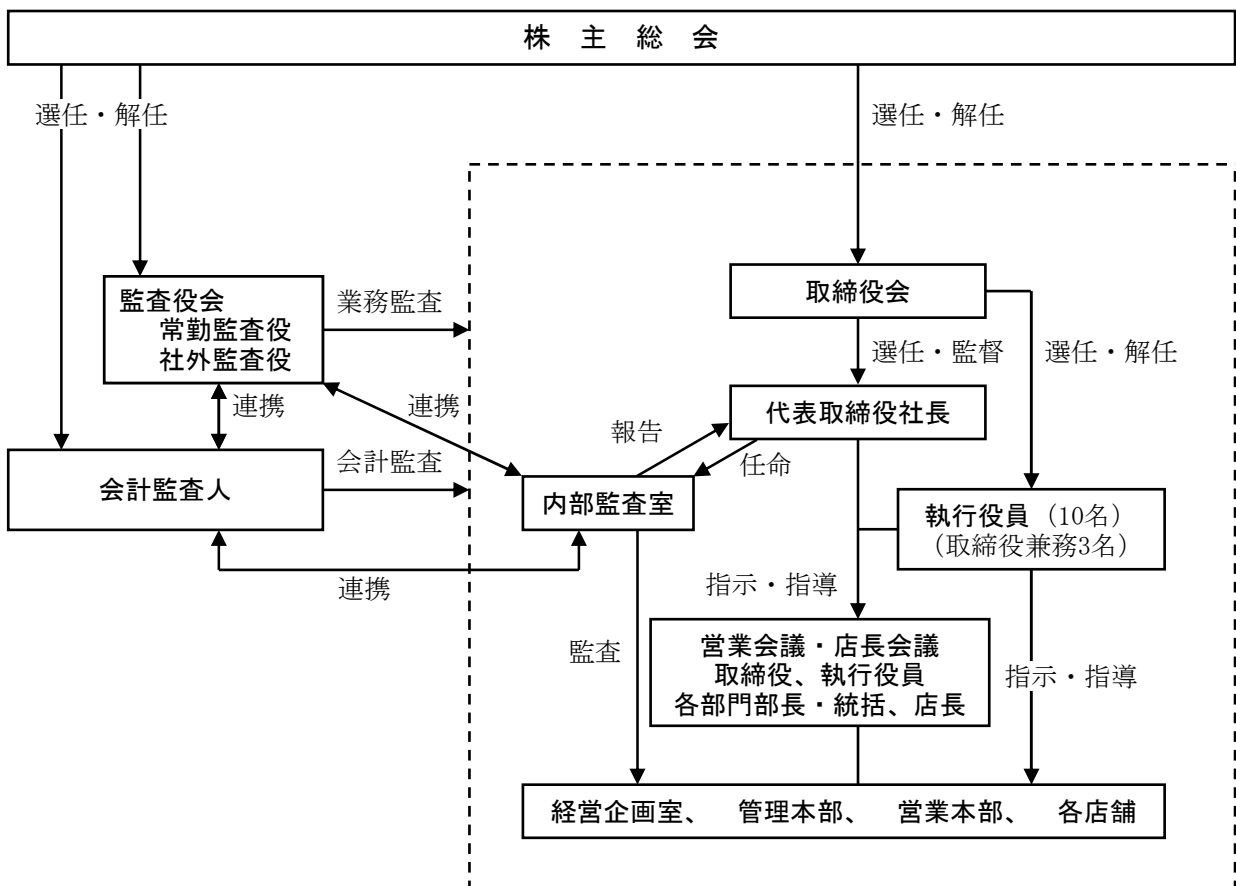 株 主 総 会
選任・解任
選任・解任
監査役会
常勤監査役
社外監査役
業務監査
取締役会
選任・監督
選任・解任
連携
連携
報告
代表取締役社長
任命
会計監査人
会計監査
内部監査室
執行役員（10名）
（取締役兼務3名）
連携
指示・指導
監査
営業会議・店長会議
取締役、執行役員
各部門部長・統括、店長
指示・指導
経営企画室、 管理本部、 営業本部、 各店舗